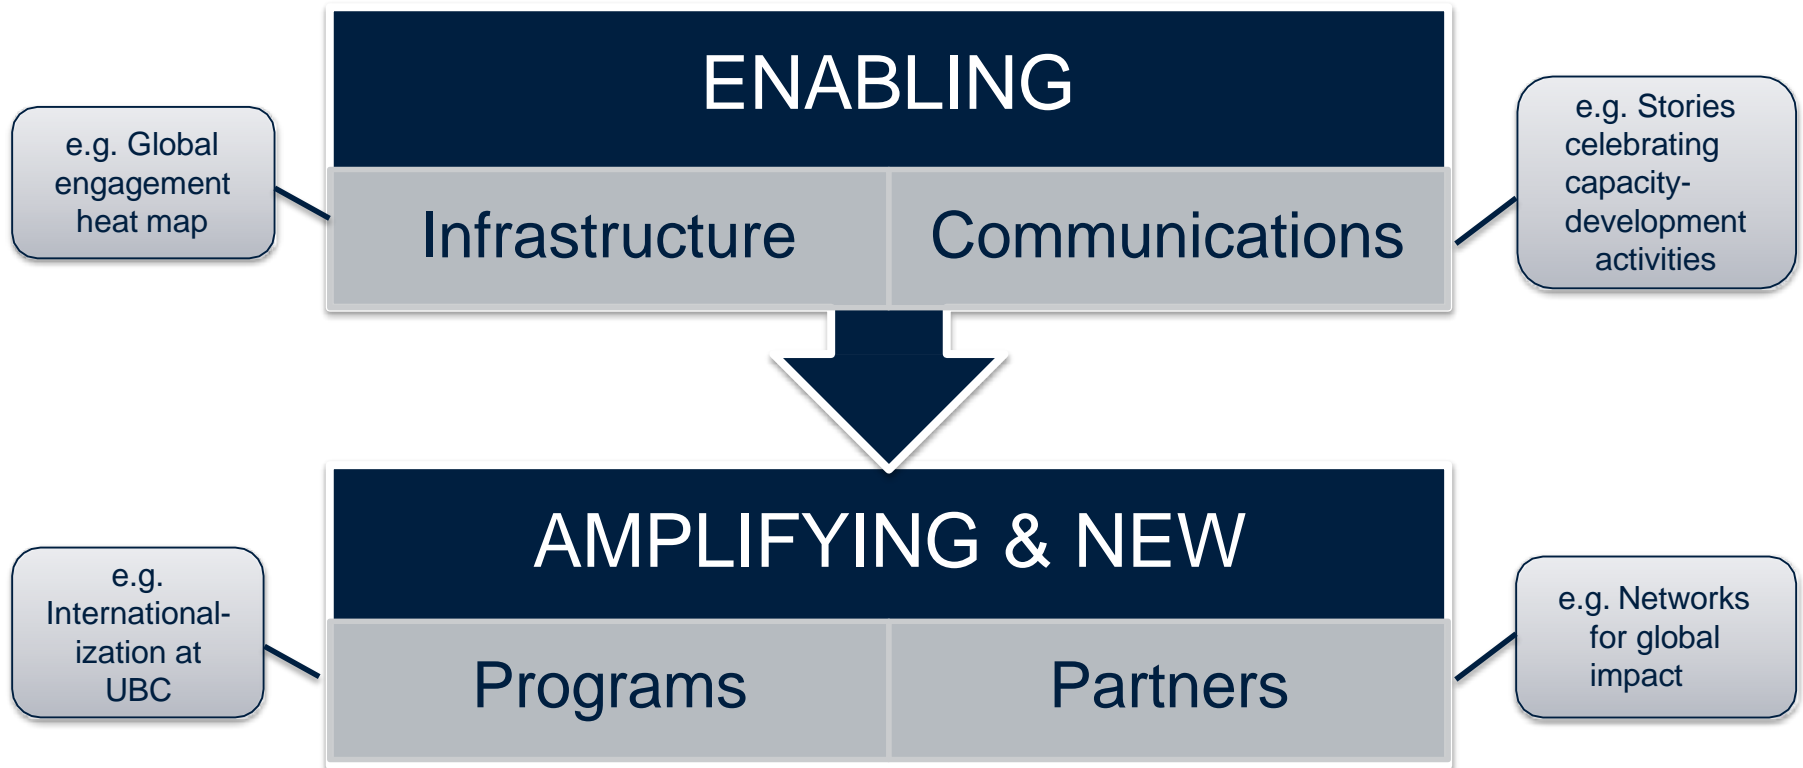 ENABLING
e.g. Global
engagement
heat map
Infrastructure
Communications
e.g. Stories
celebrating
capacity-
development
activities
AMPLIFYING & NEW
e.g.
International-
ization at
UBC
Programs
Partners
e.g. Networks
for global
impact